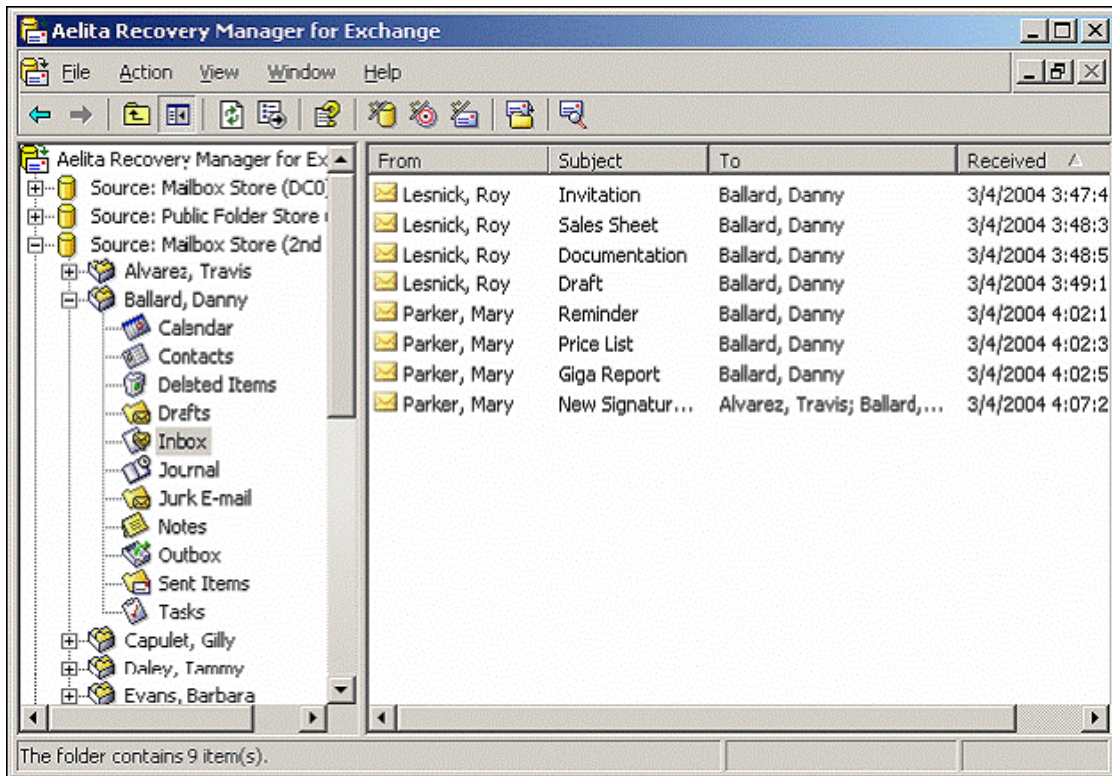 Aelita Recovery Manager for Exchange
File Action View Window Help
Aelita Recovery Manager for Ex
Source: Mailbox Store (DC0
Source: Public Folder Store
Source: Mailbox Store (2nd
Alvarez, Travis
Ballard, Danny
Calendar
Contacts
Deleted Items
Drafts
Inbox
Journal
Junk E-mail
Notes
Outbox
Sent Items
Tasks
Capulet, Gilly
Daley, Tammy
Evans, Barbara
From Subject To Received
Lesnick, Roy Invitation Ballard, Danny 3/4/2004 3:47:4
Lesnick, Roy Sales Sheet Ballard, Danny 3/4/2004 3:48:3
Lesnick, Roy Documentation Ballard, Danny 3/4/2004 3:48:5
Lesnick, Roy Draft Ballard, Danny 3/4/2004 3:49:1
Parker, Mary Reminder Ballard, Danny 3/4/2004 4:02:1
Parker, Mary Price List Ballard, Danny 3/4/2004 4:02:3
Parker, Mary Giga Report Ballard, Danny 3/4/2004 4:02:5
Parker, Mary New Signatur... Alvarez, Travis; Ballard,... 3/4/2004 4:07:2
The folder contains 9 item(s).